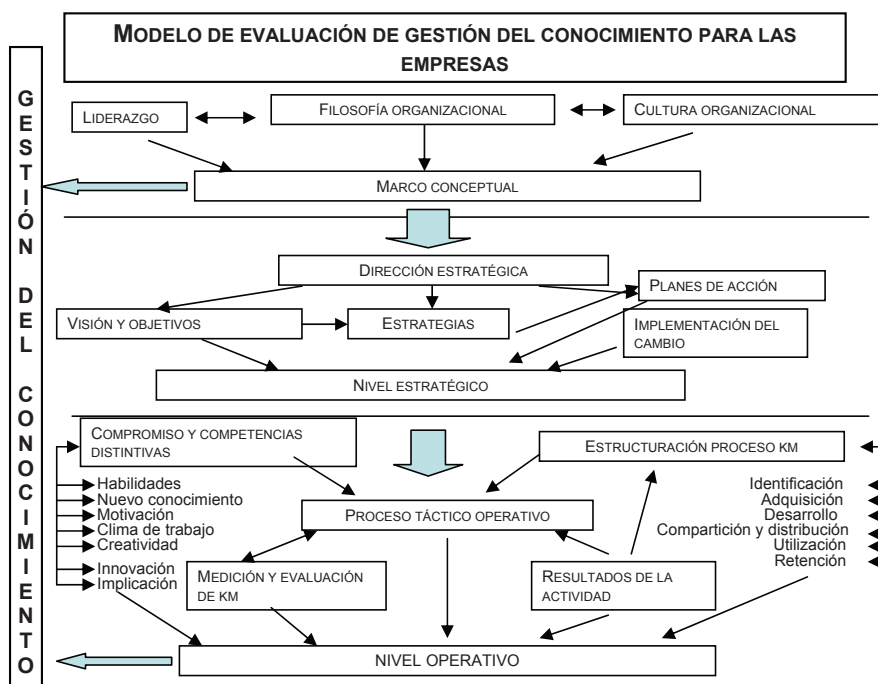 MODELO DE EVALUACIÓN DE GESTIÓN DEL CONOCIMIENTO PARA LAS
EMPRESAS
GESTIÓN DEL CONOCIMIENTO
LIDERAZGO
FILOSOFÍA ORGANIZACIONAL
CULTURA ORGANIZACIONAL
MARCO CONCEPTUAL
DIRECCIÓN ESTRATÉGICA
PLANES DE ACCIÓN
VISIÓN Y OBJETIVOS
ESTRATEGIAS
IMPLEMENTACIÓN DEL
CAMBIO
NIVEL ESTRATÉGICO
COMPROMISO Y COMPETENCIAS
DISTINTIVAS
ESTRUCTURACIÓN PROCESO KM
Habilidades
Nuevo conocimiento
Motivación
Clima de trabajo
Creatividad
Innovación
Implicación
PROCESO TÁCTICO OPERATIVO
Identificación
Adquisición
Desarrollo
Compartición y distribución
Utilización
Retención
MEDICIÓN Y EVALUACIÓN
DE KM
RESULTADOS DE LA
ACTIVIDAD
NIVEL OPERATIVO